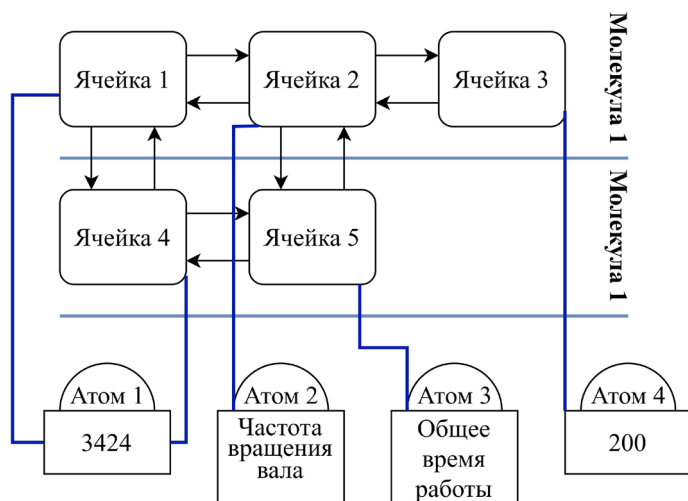 Ячейка 1
Ячейка 2
Ячейка 3
Молекула 1
Ячейка 4
Ячейка 5
Молекула 1
Атом 1
3424
Атом 2
Частота
вращения
вала
Атом 3
Общее
время
работы
Атом 4
200